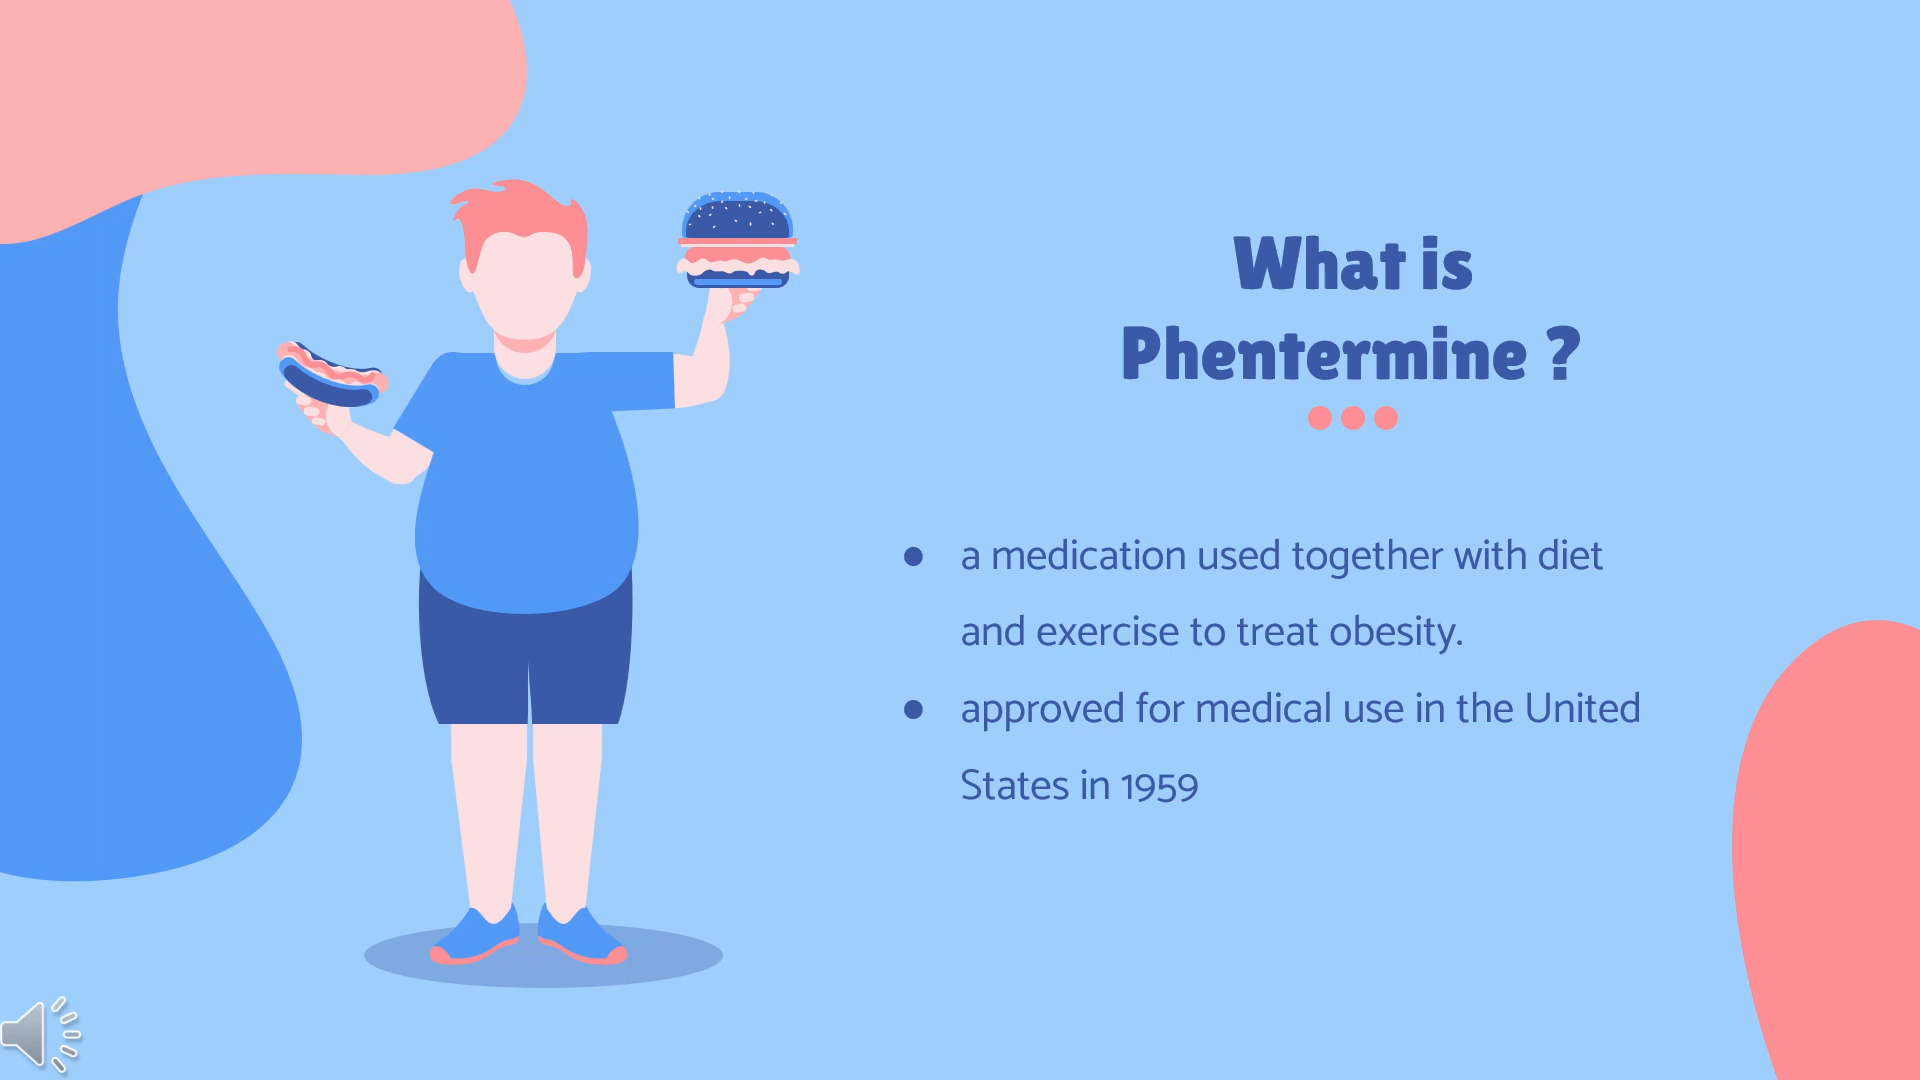 What is
Phentermine ?
● a medication used together with diet
and exercise to treat obesity.
● approved for medical use in the United
States in 1959